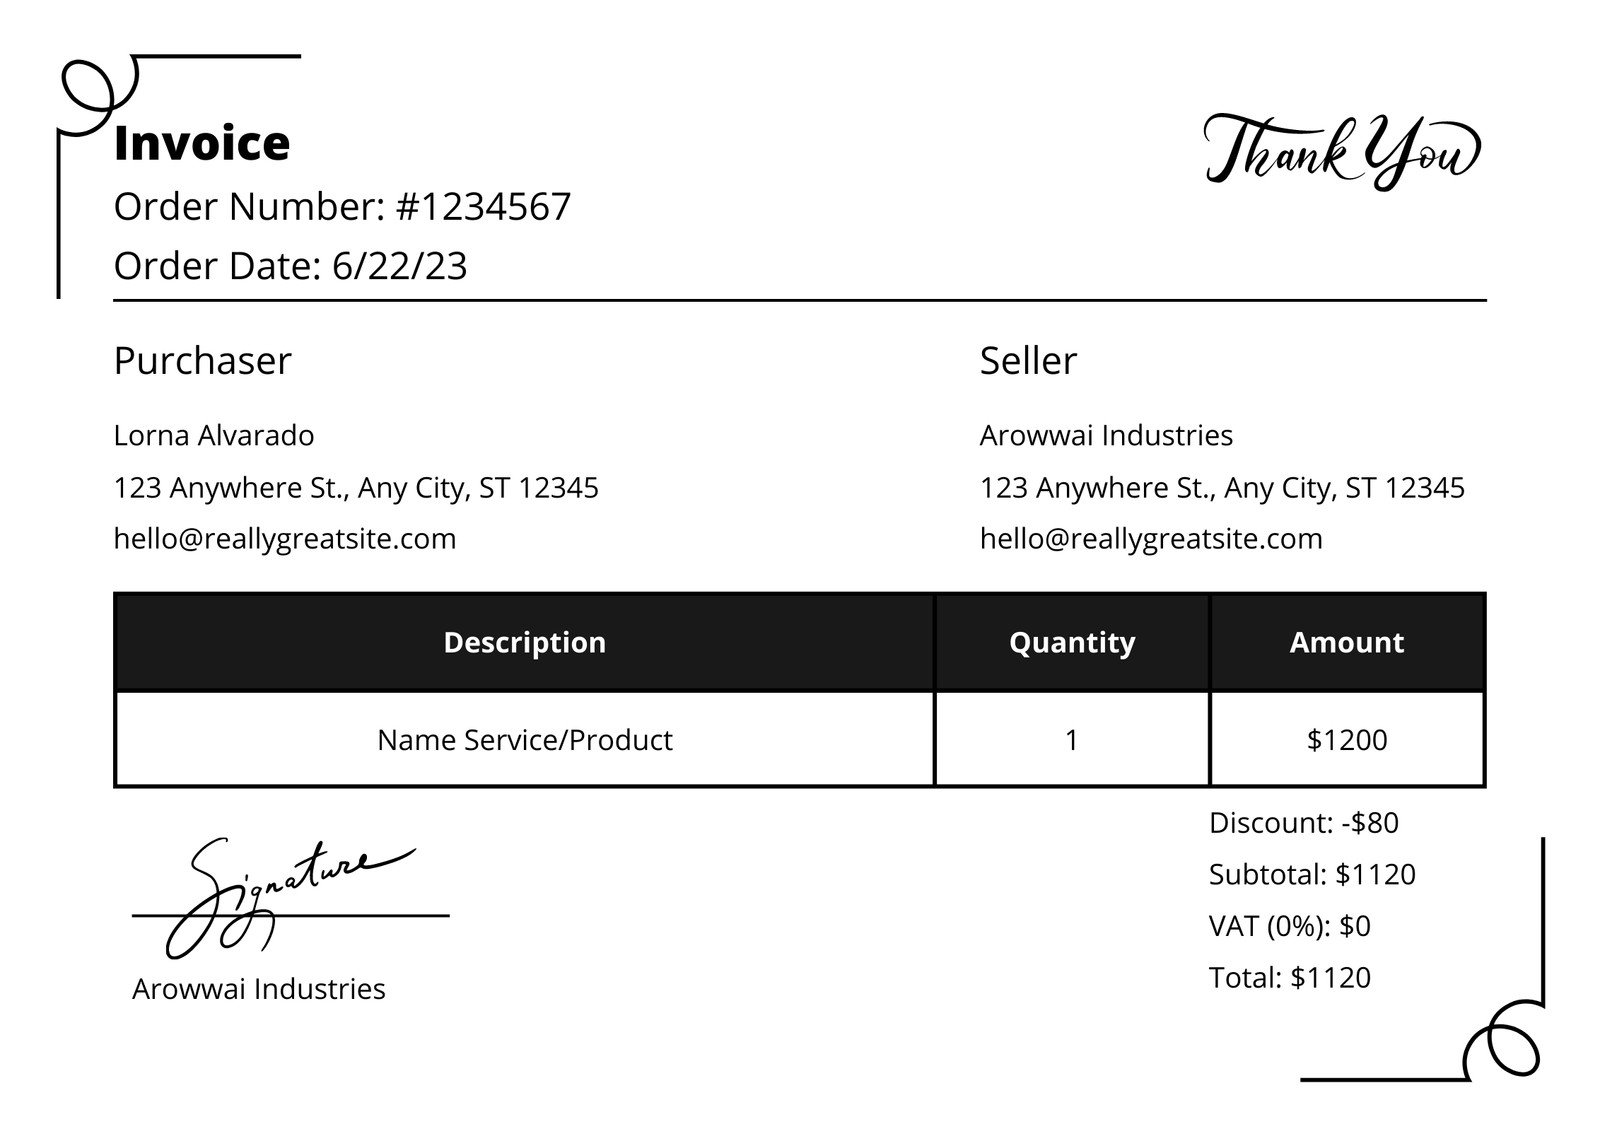 Invoice
Thank You
Order Number: #1234567
Order Date: 6/22/23
Purchaser
Lorna Alvarado
123 Anywhere St., Any City, ST 12345
hello@reallygreatsite.com
Seller
Arowwai Industries
123 Anywhere St., Any City, ST 12345
hello@reallygreatsite.com
Description Quantity Amount
Name Service/Product 1 $1200
Discount: -$80
Subtotal: $1120
VAT (0%): $0
Total: $1120
Signature
Arowwai Industries